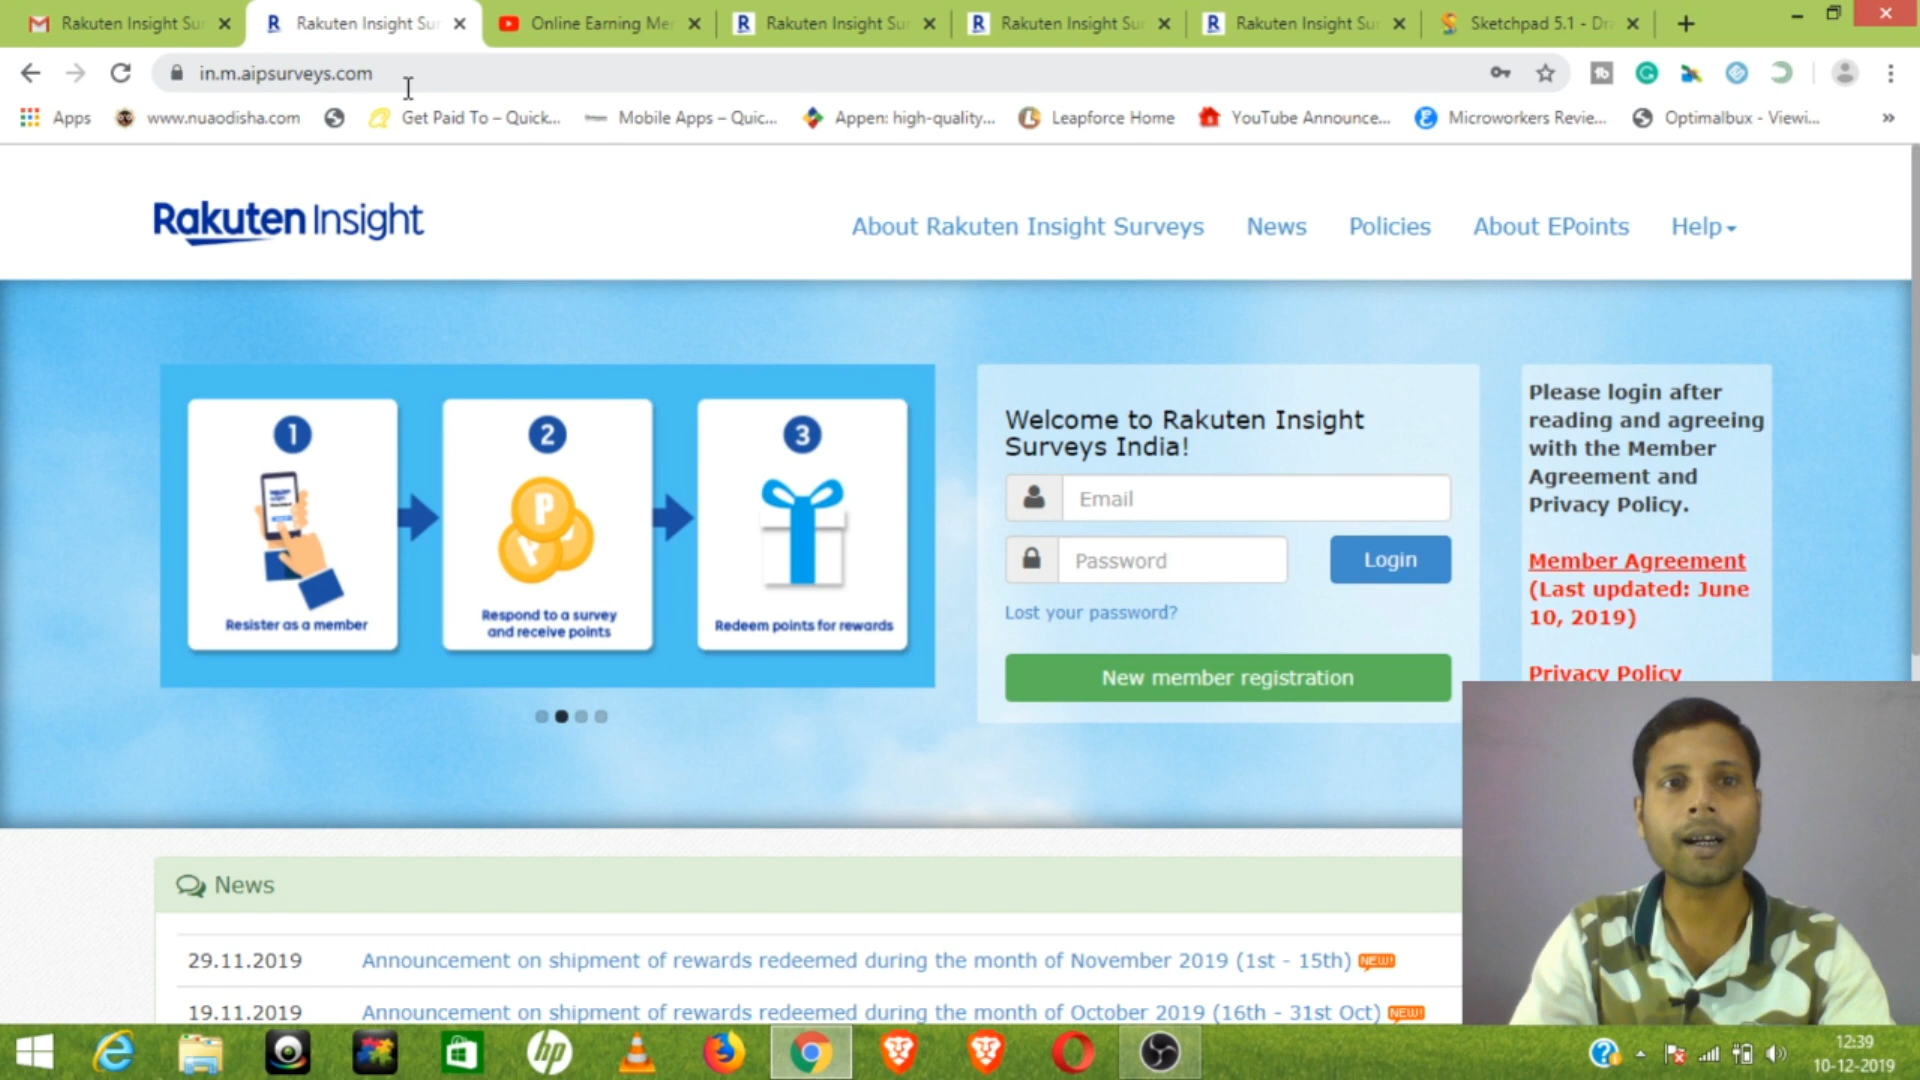 Rakuten Insight Su
Rakuten Insight Sur
Online Earning Me
Rakuten Insight Su
Rakuten Insight Su
Rakuten Insight Su
Sketchpad 5.1 - Dr
in.m.aipsurveys.com
Apps
www.nuaodisha.com
Get Paid To – Quick...
Mobile Apps – Quic...
Appen: high-quality...
Leapforce Home
YouTube Announce...
Microworkers Revie...
Optimalbux - Viewi...
»
Rakuten Insight
About Rakuten Insight Surveys
News
Policies
About EPoints
Help
1
Resister as a member
2
P
Respond to a survey
and receive points
3
Redeem points for rewards
Welcome to Rakuten Insight
Surveys India!
Email
Password
Login
Lost your password?
New member registration
Please login after
reading and agreeing
with the Member
Agreement and
Privacy Policy.
Member Agreement
(Last updated: June
10, 2019)
Privacy Policy
News
29.11.2019 Announcement on shipment of rewards redeemed during the month of November 2019 (1st - 15th) NEW!
19.11.2019 Announcement on shipment of rewards redeemed during the month of October 2019 (16th - 31st Oct) NEW!
hp
12:39
10-12-2019